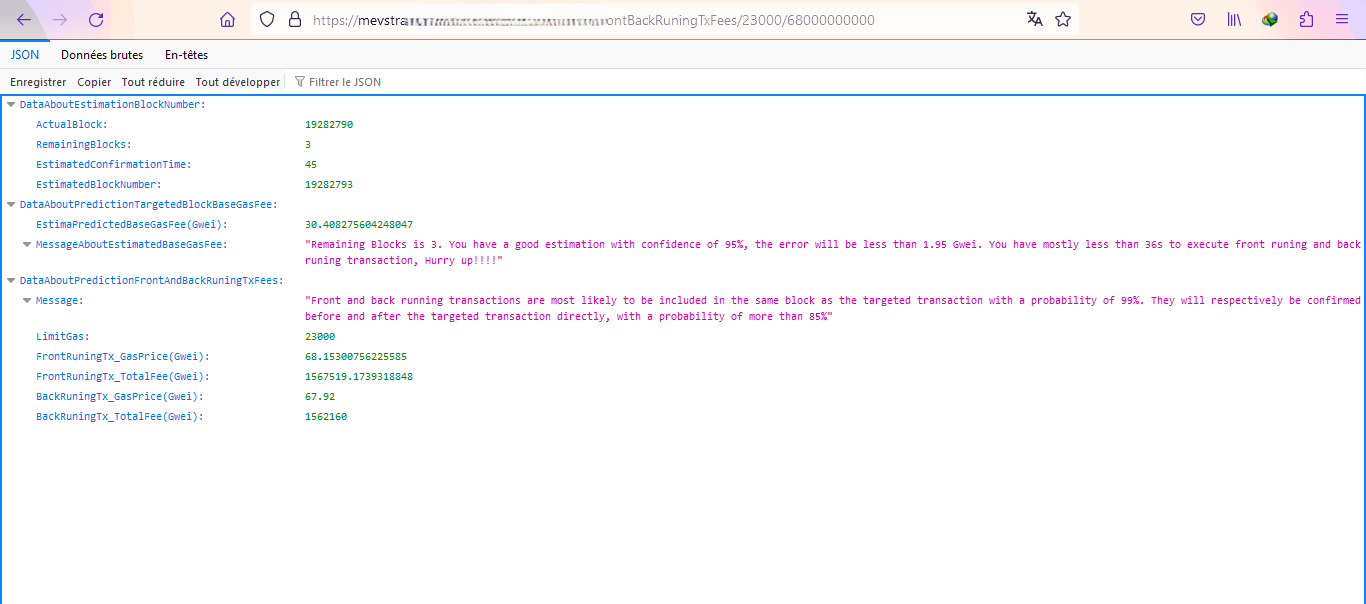 https://mevstra ontBackRuningTxFees/23000/68000000000
JSON Données brutes En-têtes
Enregistrer Copier Tout réduire Tout développer Filtrer le JSON
DataAboutEstimationBlockNumber:
ActualBlock: 19282790
RemainingBlocks: 3
EstimatedConfirmationTime: 45
EstimatedBlockNumber: 19282793
DataAboutPredictionTargetedBlockBaseGasFee:
EstimaPredictedBaseGasFee(Gwei): 30.408275604248047
MessageAboutEstimatedBaseGasFee: "Remaining Blocks is 3. You have a good estimation with confidence of 95%, the error will be less than 1.95 Gwei. You have mostly less than 36s to execute front runing and back
runing transaction, Hurry up!!!!"
DataAboutPredictionFrontAndBackRuningTxFees:
Message: "Front and back running transactions are most likely to be included in the same block as the targeted transaction with a probability of 99%. They will respectively be confirmed
before and after the targeted transaction directly, with a probability of more than 85%"
LimitGas: 23000
FrontRuningTx_GasPrice(Gwei): 68.15300756225585
FrontRuningTx_TotalFee(Gwei): 1567519.1739318848
BackRuningTx_GasPrice(Gwei): 67.92
BackRuningTx_TotalFee(Gwei): 1562160